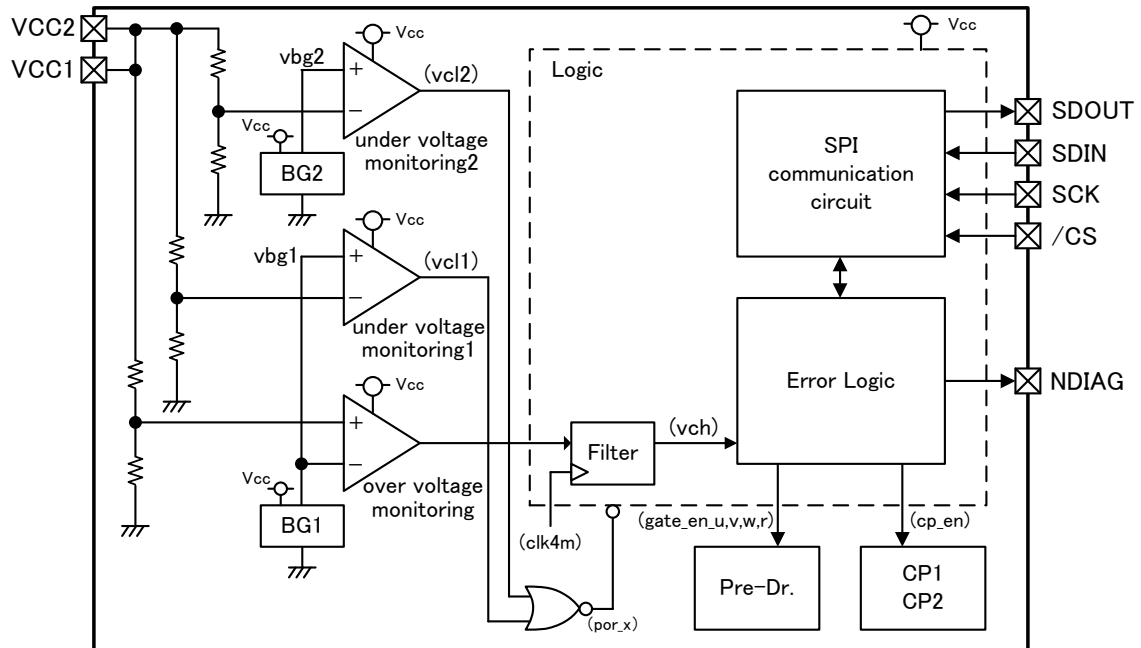 VCC2
VCC1
Vcc
vbg2
+
−
(vcl2)
under voltage
monitoring2
Vcc
BG2
Vcc
vbg1
+
−
(vcl1)
under voltage
monitoring1
Vcc
+
−
over voltage
monitoring
Vcc
BG1
Vcc
Logic
SPI
communication
circuit
SDOUT
SDIN
SCK
/CS
Error Logic
NDIAG
Filter
(vch)
(clk4m)
(por_x)
(gate_en_u,v,w,r)
(cp_en)
Pre-Dr.
CP1
CP2